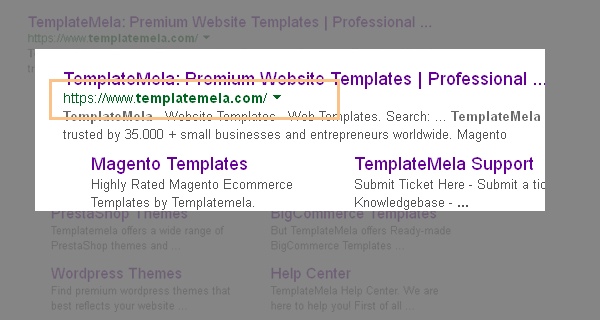 TemplateMela: Premium Website Templates | Professional ...
https://www.templatemela.com/
TemplateMela: Premium Website Templates | Professional ...
https://www.templatemela.com/
TemplateMela - Website Templates - Web Templates. Search: ... TemplateMela
trusted by 35.000 + small businesses and entrepreneurs worldwide. Magento
Magento Templates
Highly Rated Magento Ecommerce
Templates by Templatemela.
TemplateMela Support
Submit Ticket Here - Submit a tic
Knowledgebase - ...
PrestaShop Themes
Templatemela offers a wide range of
PrestaShop themes and ...
BigCommerce Templates
But TemplateMela offers Ready-made
BigCommerce Templates ...
Wordpress Themes
Find premium wordpress themes that
best reflects your website...
Help Center
TemplateMela Help Center. We are
here to help you! First of all ...